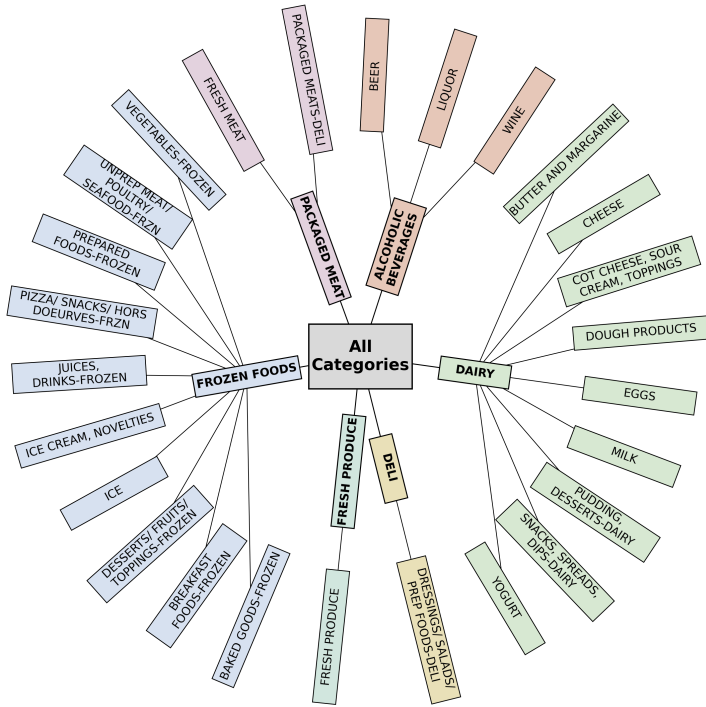 All
Categories
ALCOHOLIC
BEVERAGES
BEER
LIQUOR
WINE
DAIRY
BUTTER AND MARGARINE
CHEESE
COT CHEESE, SOUR
CREAM, TOPPINGS
DOUGH PRODUCTS
EGGS
MILK
PUDDING,
DESSERTS-DAIRY
SNACKS, SPREADS,
DIPS-DAIRY
YOGURT
DELI
DRESSINGS/ SALADS/
PREP FOODS-DELI
FRESH PRODUCE
FRESH PRODUCE
FROZEN FOODS
BAKED GOODS-FROZEN
BREAKFAST
FOODS-FROZEN
DESSERTS/ FRUITS/
TOPPINGS-FROZEN
ICE
ICE CREAM, NOVELTIES
JUICES,
DRINKS-FROZEN
PIZZA/ SNACKS/ HORS
DOEURVES-FRZN
PREPARED
FOODS-FROZEN
UNPREP MEAT/
POULTRY/
SEAFOOD-FRZN
VEGETABLES-FROZEN
PACKAGED MEAT
FRESH MEAT
PACKAGED MEATS-DELI